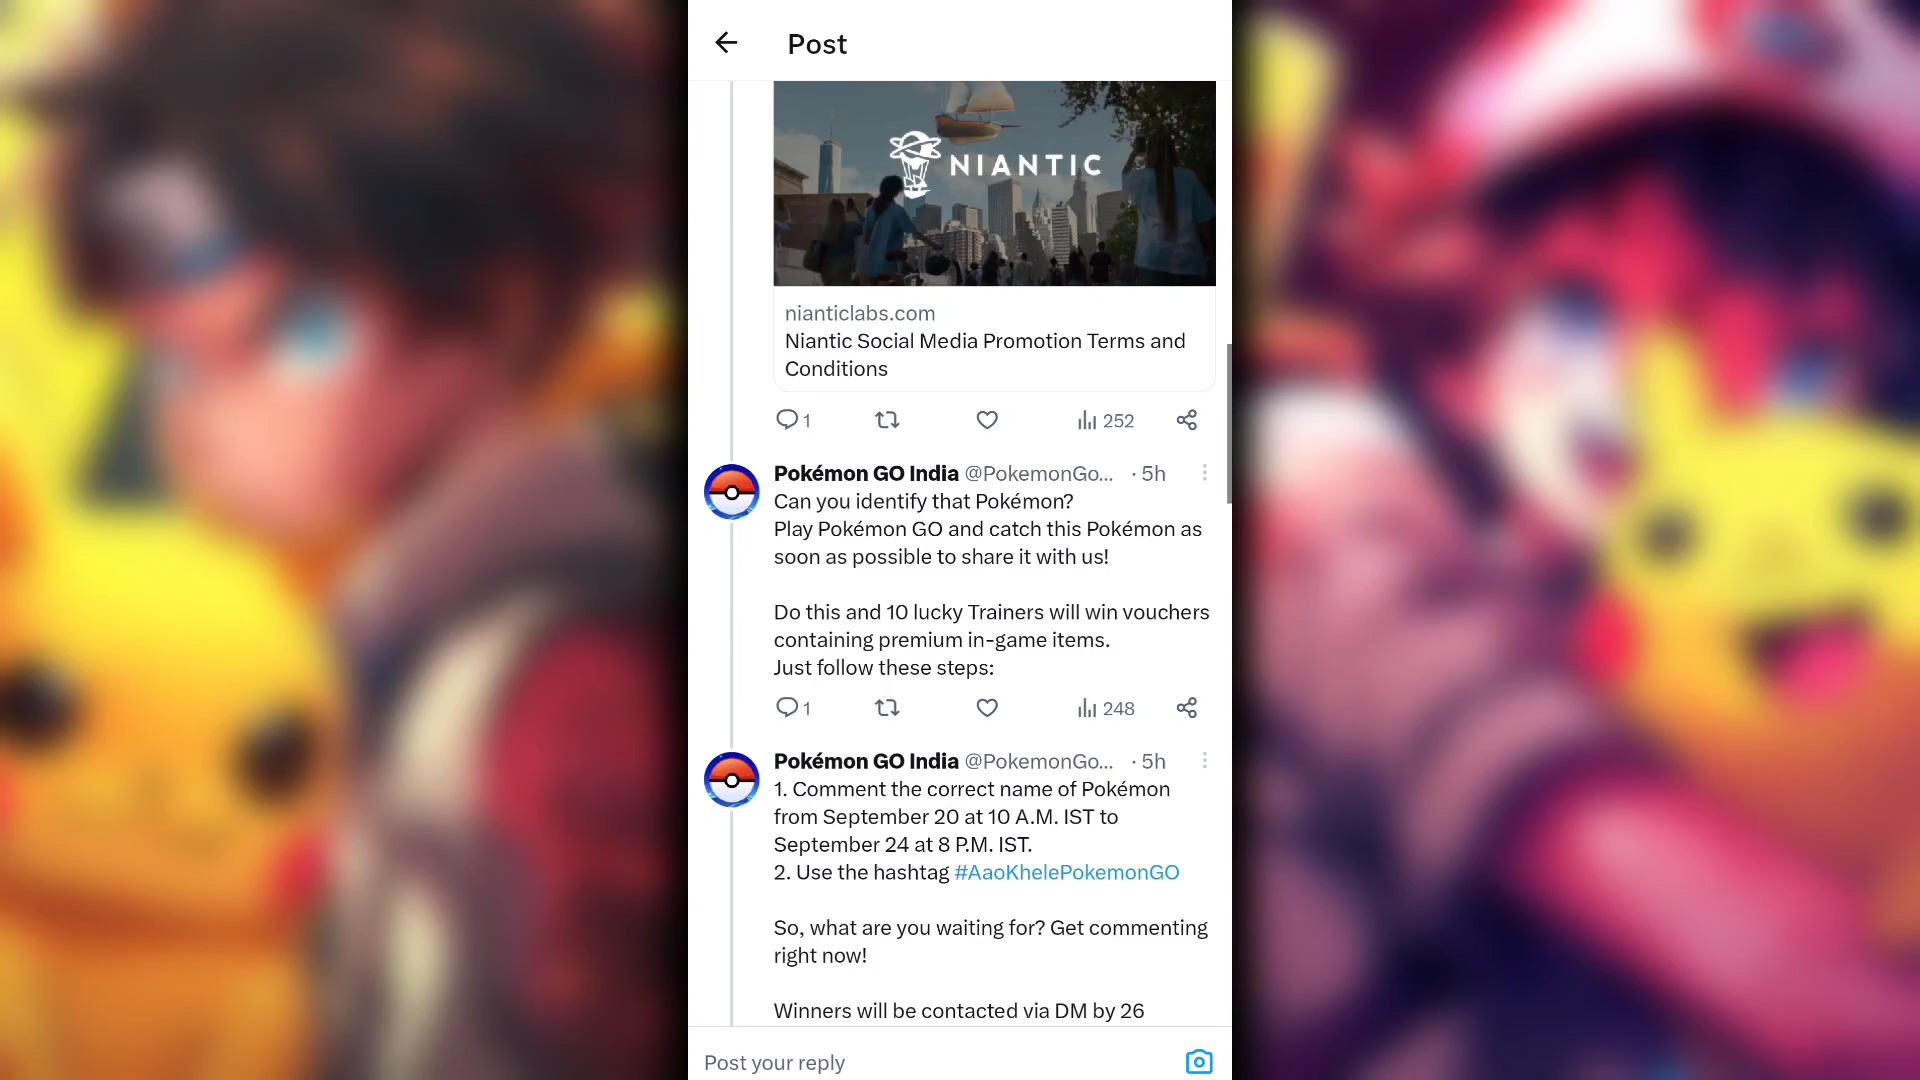 Post
NIANTIC
nianticlabs.com
Niantic Social Media Promotion Terms and
Conditions
1
252
Pokémon GO India @PokemonGo... · 5h
Can you identify that Pokémon?
Play Pokémon GO and catch this Pokémon as
soon as possible to share it with us!
Do this and 10 lucky Trainers will win vouchers
containing premium in-game items.
Just follow these steps:
1
248
Pokémon GO India @PokemonGo... · 5h
1. Comment the correct name of Pokémon
from September 20 at 10 A.M. IST to
September 24 at 8 P.M. IST.
2. Use the hashtag #AaoKhelePokemonGO
So, what are you waiting for? Get commenting
right now!
Winners will be contacted via DM by 26
Post your reply